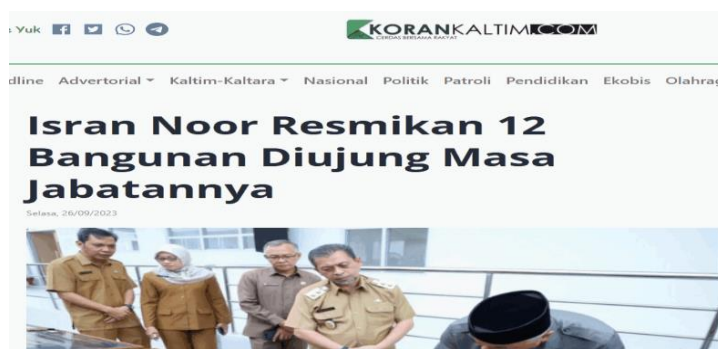 Yuk
KORANKALTIM.COM
CERDAS BERSAMA RAKYAT
dline Advertorial Kaltim-Kaltara Nasional Politik Patroli Pendidikan Ekobis Olahrag
Isran Noor Resmikan 12
Bangunan Diujung Masa
Jabatannya
Selasa, 26/09/2023